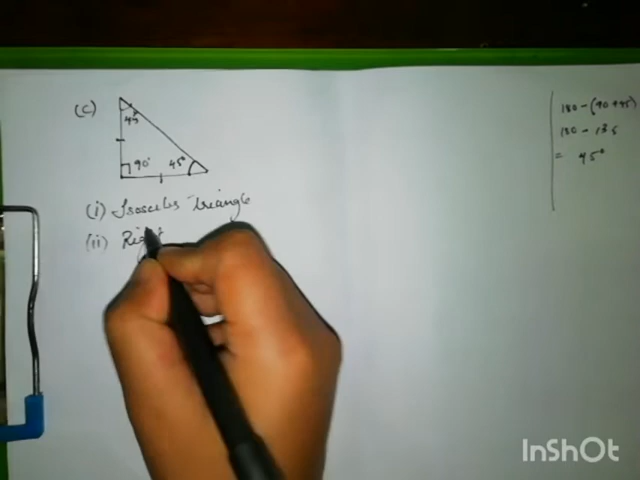 (c)
45°
90° 45°
(i) Isosceles triangle
(ii) Right
180 - (90+45)
180 - 135
= 45°
InShOt